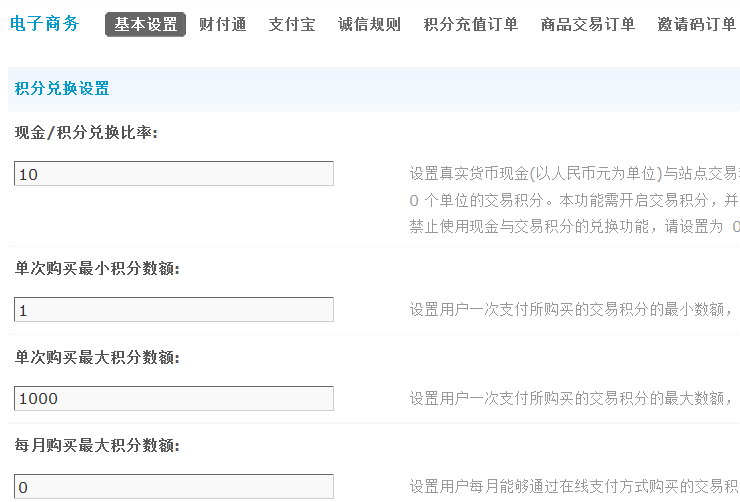 电子商务 基本设置 财付通 支付宝 诚信规则 积分充值订单 商品交易订单 邀请码订单
积分兑换设置
现金/积分兑换比率:
10
设置真实货币现金(以人民币元为单位)与站点交易
0 个单位的交易积分。本功能需开启交易积分，并
禁止使用现金与交易积分的兑换功能，请设置为 0
单次购买最小积分数额:
1
设置用户一次支付所购买的交易积分的最小数额，
单次购买最大积分数额:
1000
设置用户一次支付所购买的交易积分的最大数额，
每月购买最大积分数额:
0
设置用户每月能够通过在线支付方式购买的交易积